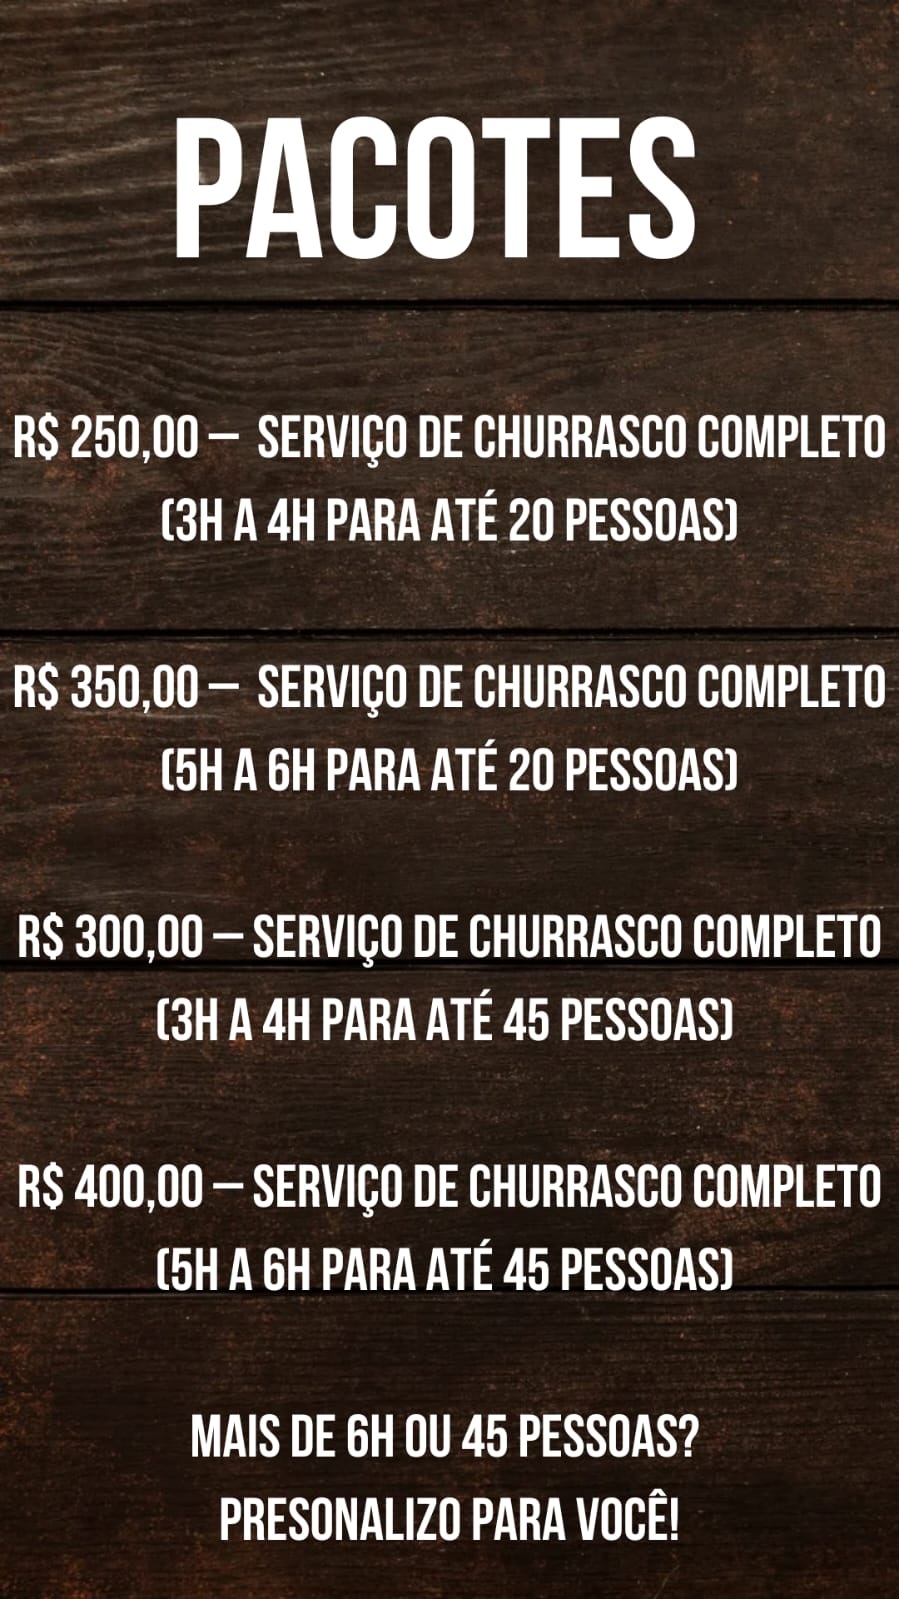 PACOTES
R$ 250,00 – SERVIÇO DE CHURRASCO COMPLETO
(3H A 4H PARA ATÉ 20 PESSOAS)
R$ 350,00 – SERVIÇO DE CHURRASCO COMPLETO
(5H A 6H PARA ATÉ 20 PESSOAS)
R$ 300,00 – SERVIÇO DE CHURRASCO COMPLETO
(3H A 4H PARA ATÉ 45 PESSOAS)
R$ 400,00 – SERVIÇO DE CHURRASCO COMPLETO
(5H A 6H PARA ATÉ 45 PESSOAS)
MAIS DE 6H OU 45 PESSOAS?
PRESONALIZO PARA VOCÊ!